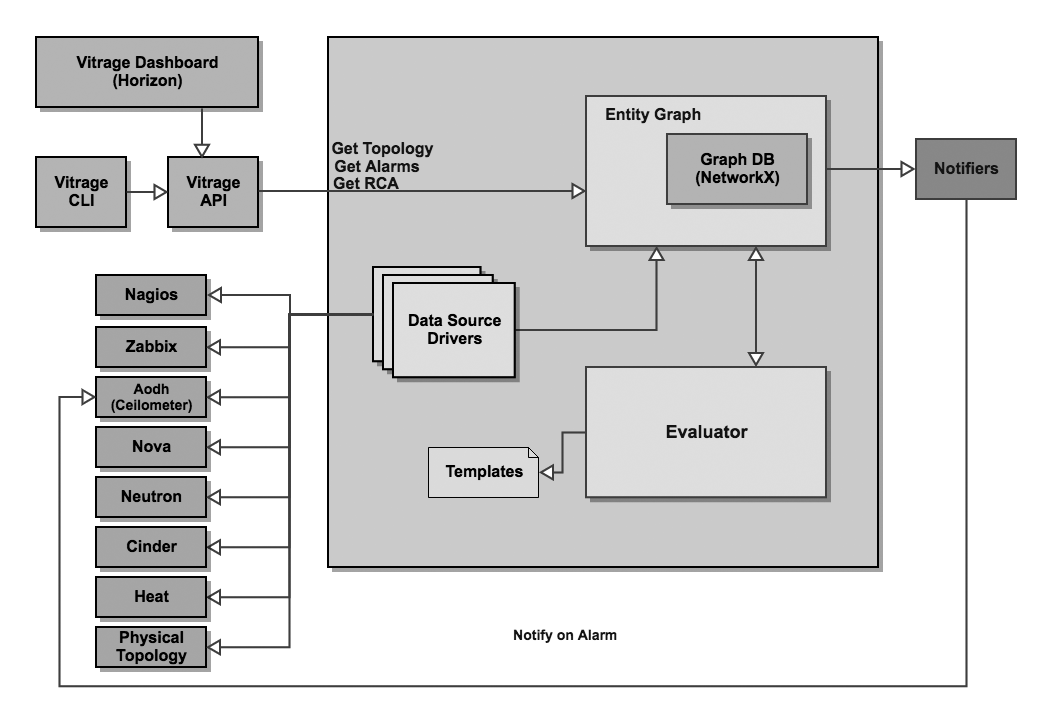 Vitrage Dashboard
(Horizon)
Vitrage
CLI
Vitrage
API
Get Topology
Get Alarms
Get RCA
Entity Graph
Graph DB
(NetworkX)
Notifiers
Nagios
Zabbix
Aodh
(Ceilometer)
Nova
Neutron
Cinder
Heat
Physical
Topology
Data Source
Drivers
Templates
Evaluator
Notify on Alarm